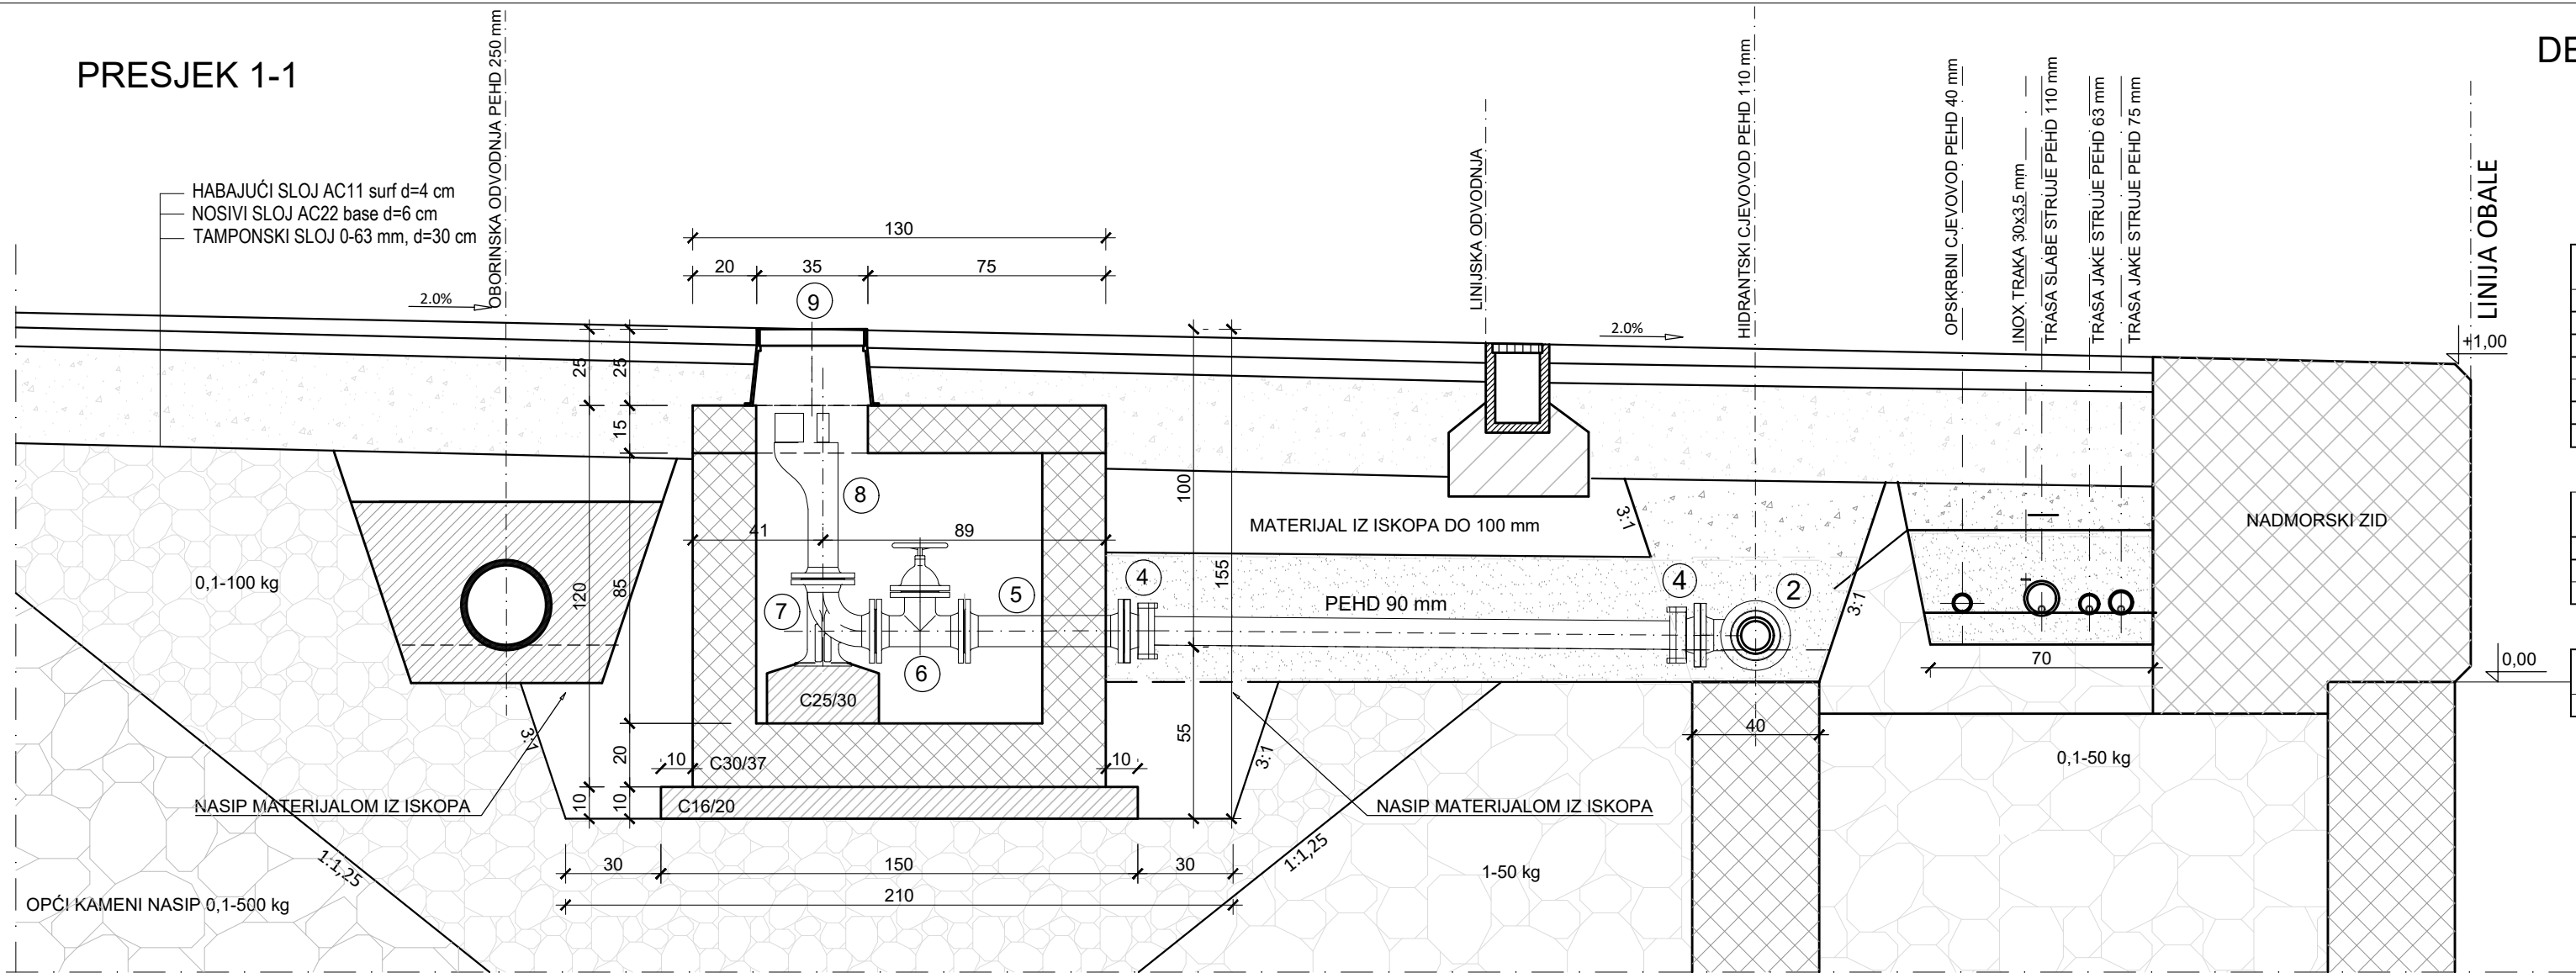 PRESJEK 1-1
DE
OBORINSKA ODVODNJA PEHD 250 mm
HABAJUĆI SLOJ AC11 surf d=4 cm
NOSIVI SLOJ AC22 base d=6 cm
TAMPONSKI SLOJ 0-63 mm, d=30 cm
LINIJSKA ODVODNJA
HIDRANTSKI CJEVOVOD PEHD 110 mm
OPSKRBNI CJEVOVOD PEHD 40 mm
INOX TRAKA 30x3,5 mm
TRASA SLABE STRUJE PEHD 110 mm
TRASA JAKE STRUJE PEHD 63 mm
TRASA JAKE STRUJE PEHD 75 mm
LINIJA OBALE
130
20
35
75
9
2.0%
2.0%
+1,00
25
25
15
8
100
155
41
89
MATERIJAL IZ ISKOPA DO 100 mm
3:1
NADMORSKI ZID
0,1-100 kg
120
85
7
5
4
PEHD 90 mm
4
2
3:1
6
C25/30
70
0,00
3:1
20
10
C30/37
10
55
3:1
40
0,1-50 kg
NASIP MATERIJALOM IZ ISKOPA
10
10
C16/20
NASIP MATERIJALOM IZ ISKOPA
1:1,25
30
150
30
1:1,25
1-50 kg
OPĆI KAMENI NASIP 0,1-500 kg
210